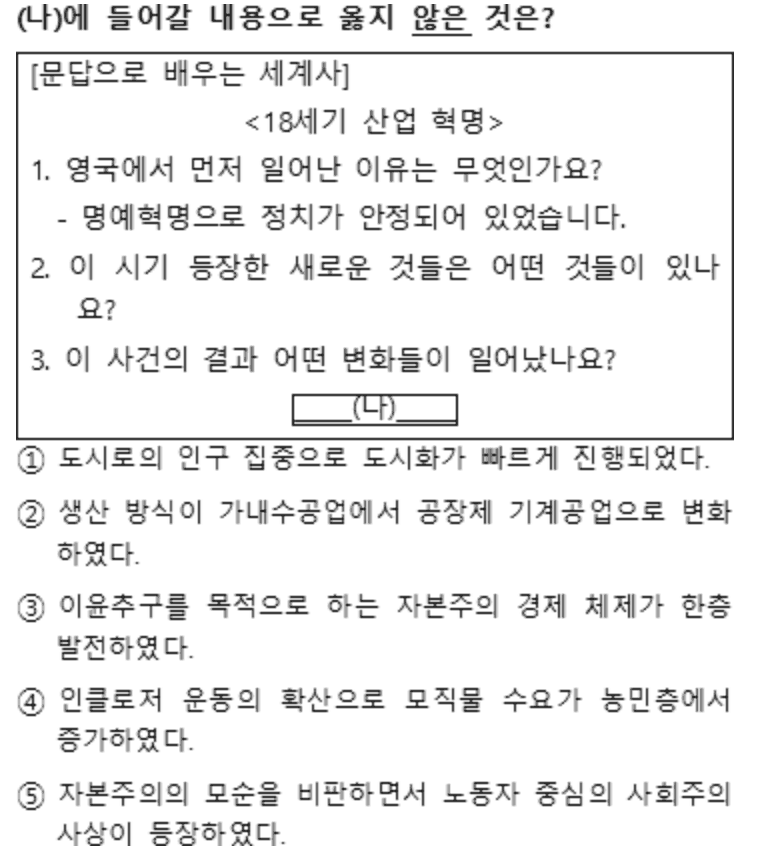 (나)에 들어갈 내용으로 옳지 않은 것은?
[문답으로 배우는 세계사]
<18세기 산업 혁명>
1. 영국에서 먼저 일어난 이유는 무엇인가요?
- 명예혁명으로 정치가 안정되어 있었습니다.
2. 이 시기 등장한 새로운 것들은 어떤 것들이 있나
요?
3. 이 사건의 결과 어떤 변화들이 일어났나요?
(나)
① 도시로의 인구 집중으로 도시화가 빠르게 진행되었다.
② 생산 방식이 가내수공업에서 공장제 기계공업으로 변화
하였다.
③ 이윤추구를 목적으로 하는 자본주의 경제 체제가 한층
발전하였다.
④ 인클로저 운동의 확산으로 모직물 수요가 농민층에서
증가하였다.
⑤ 자본주의의 모순을 비판하면서 노동자 중심의 사회주의
사상이 등장하였다.